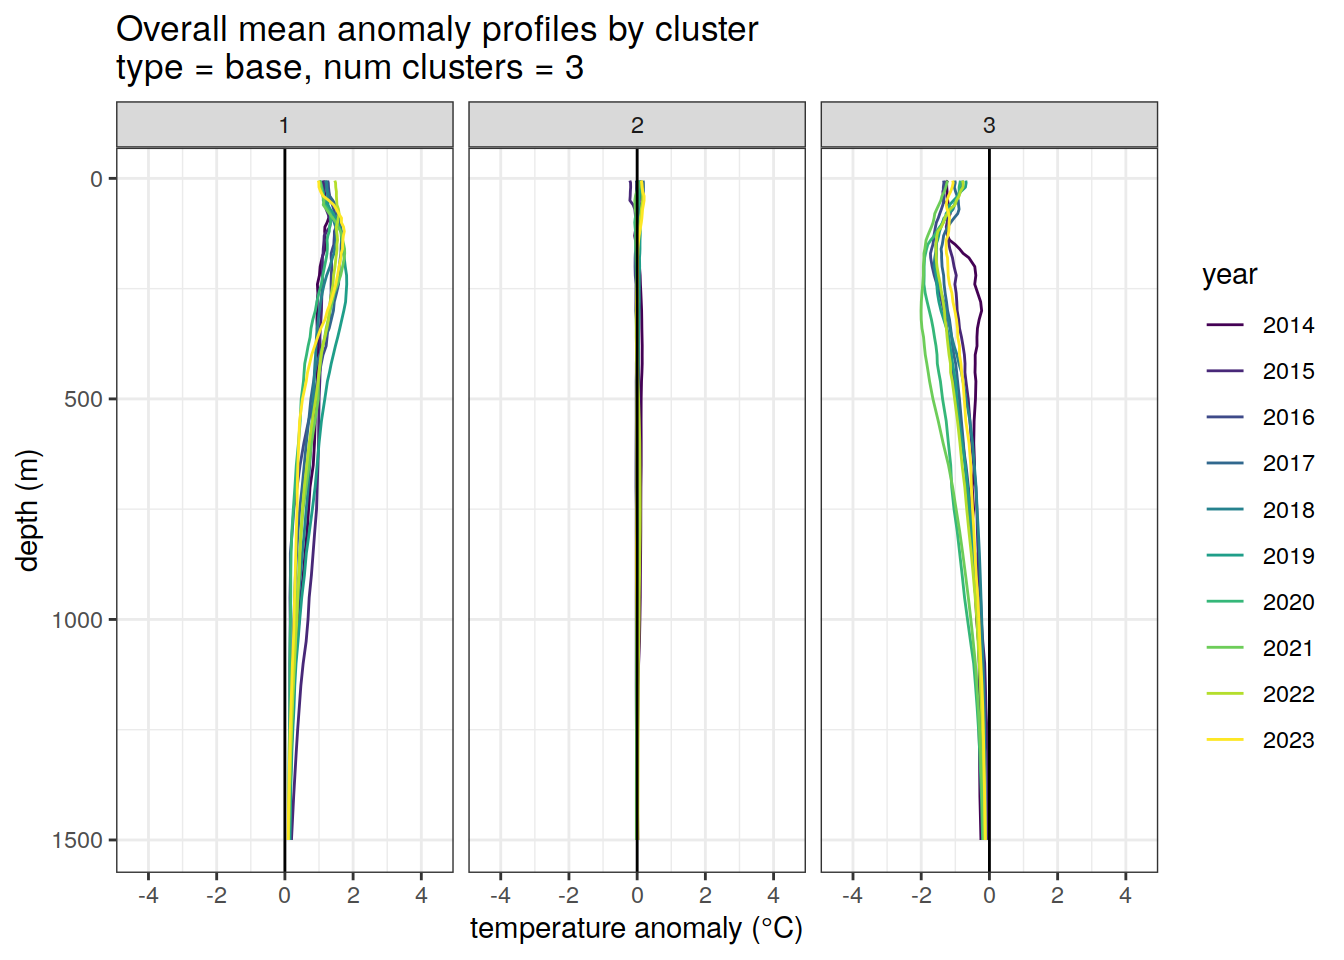 Overall mean anomaly profiles by cluster
type = base, num clusters = 3
1
2
3
0
500
1000
1500
depth (m)
-4 -2 0 2 4
-4 -2 0 2 4
-4 -2 0 2 4
temperature anomaly (°C)
year
2014
2015
2016
2017
2018
2019
2020
2021
2022
2023